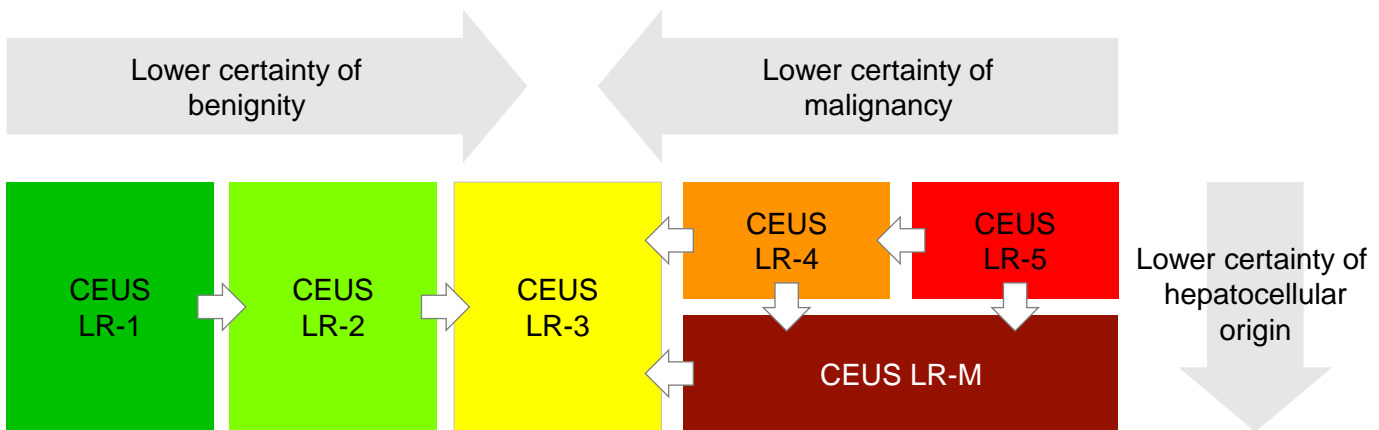 Lower certainty of
benignity
Lower certainty of
malignancy
CEUS
LR-1
CEUS
LR-2
CEUS
LR-3
CEUS
LR-4
CEUS
LR-5
CEUS LR-M
Lower certainty of
hepatocellular
origin